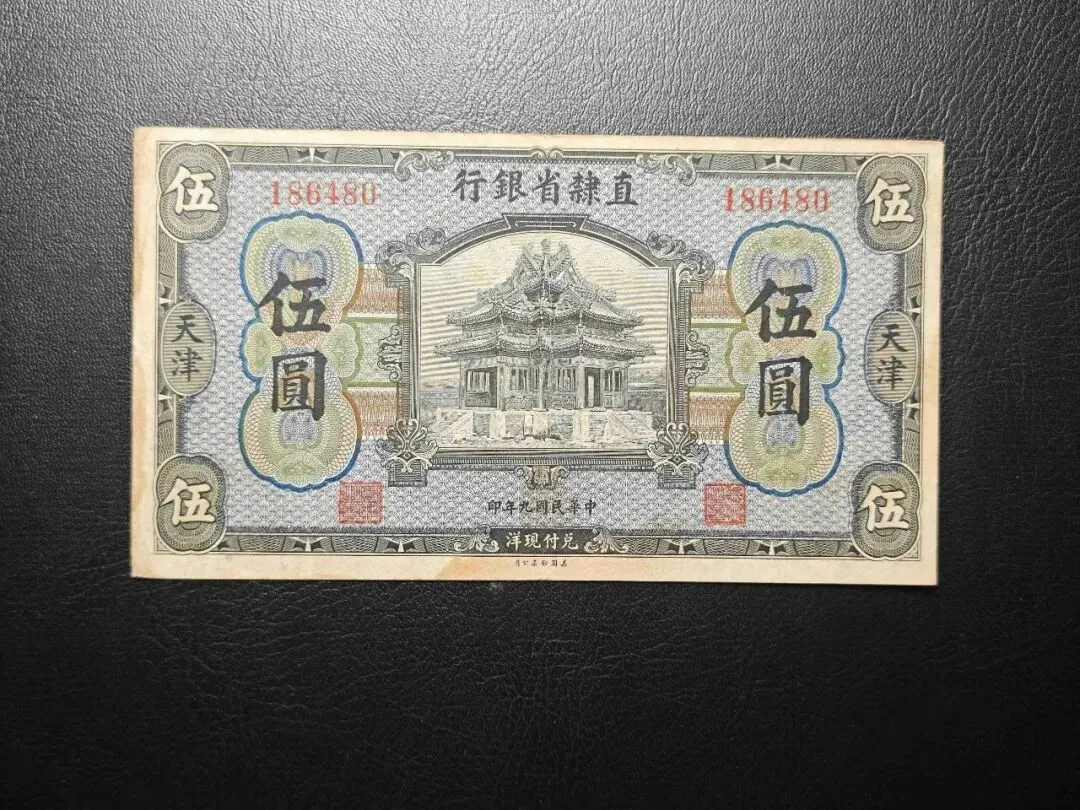 直隸省銀行
186480
186480
伍
伍
伍圓
伍圓
天津
天津
伍
伍
中華民國九年印
兌付現洋